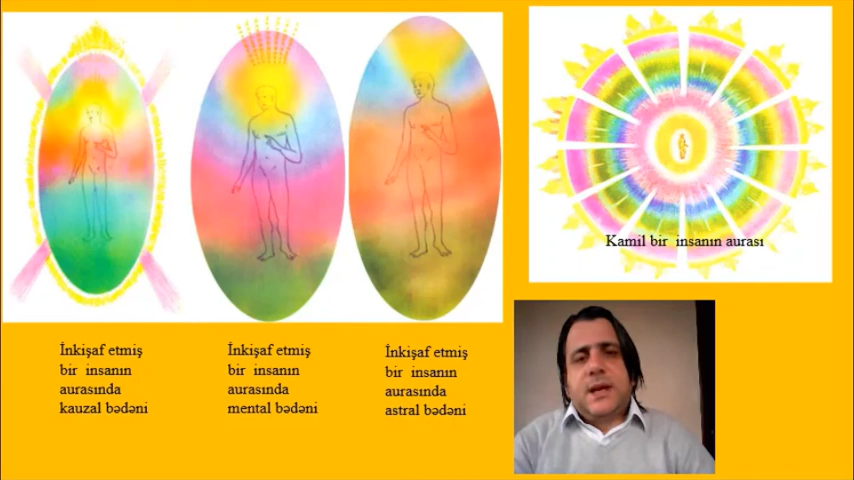 Kamil bir insanın aurası
İnkişaf etmiş
bir insanın
aurasında
kauzal bədəni
İnkişaf etmiş
bir insanın
aurasında
mental bədəni
İnkişaf etmiş
bir insanın
aurasında
astral bədəni